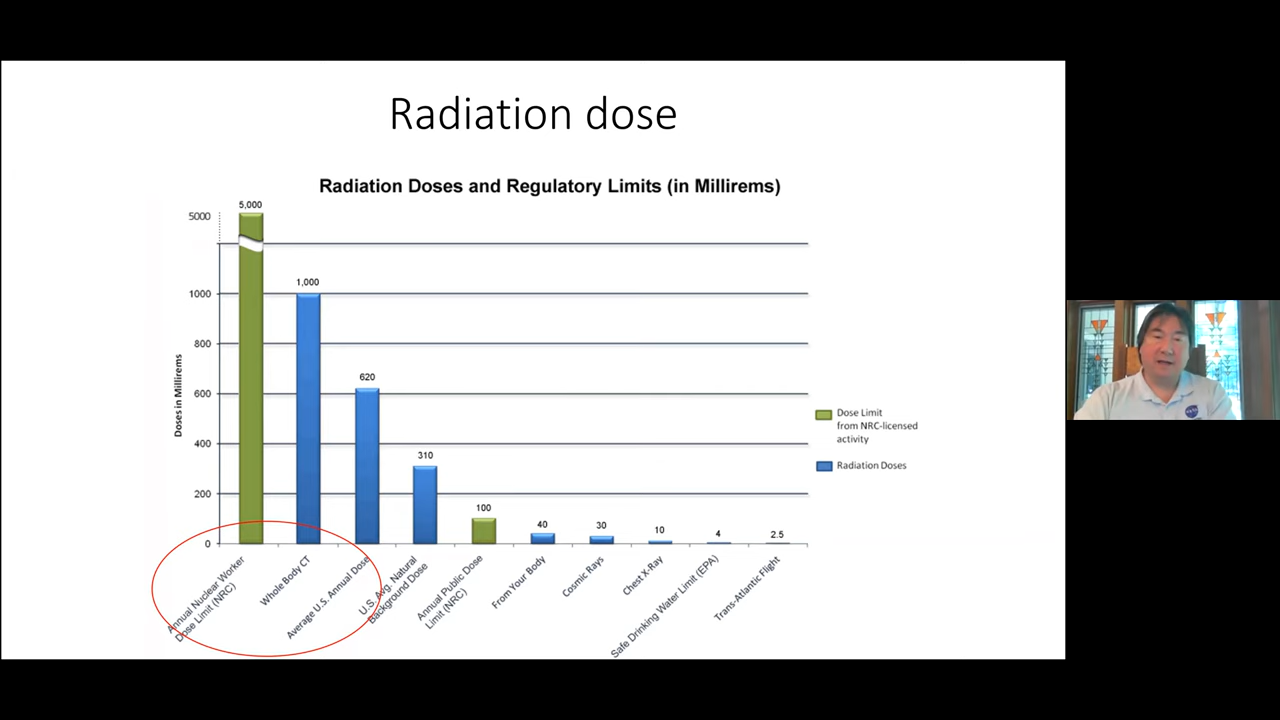 Radiation dose
Radiation Doses and Regulatory Limits (in Millirems)
5,000
5000
1,000
1000
800
620
600
400
310
200
100
40
30
10
4
2.5
0
Doses in Millirems
Dose Limit
from NRC-licensed
activity
Radiation Doses
Annual Nuclear Worker
Dose Limit (NRC)
Whole Body CT
Average U.S. Annual Dose
U.S. Avg. Natural
Background Dose
Annual Public Dose
Limit (NRC)
From Your Body
Cosmic Rays
Chest X-Ray
Safe Drinking Water Limit (EPA)
Trans-Atlantic Flight
NASA